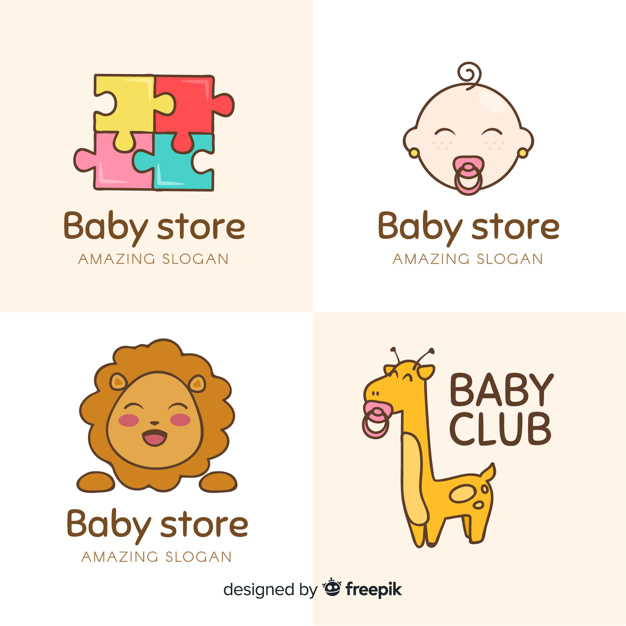 Baby store
AMAZING SLOGAN
Baby store
AMAZING SLOGAN
Baby store
AMAZING SLOGAN
BABY
CLUB
designed by freepik